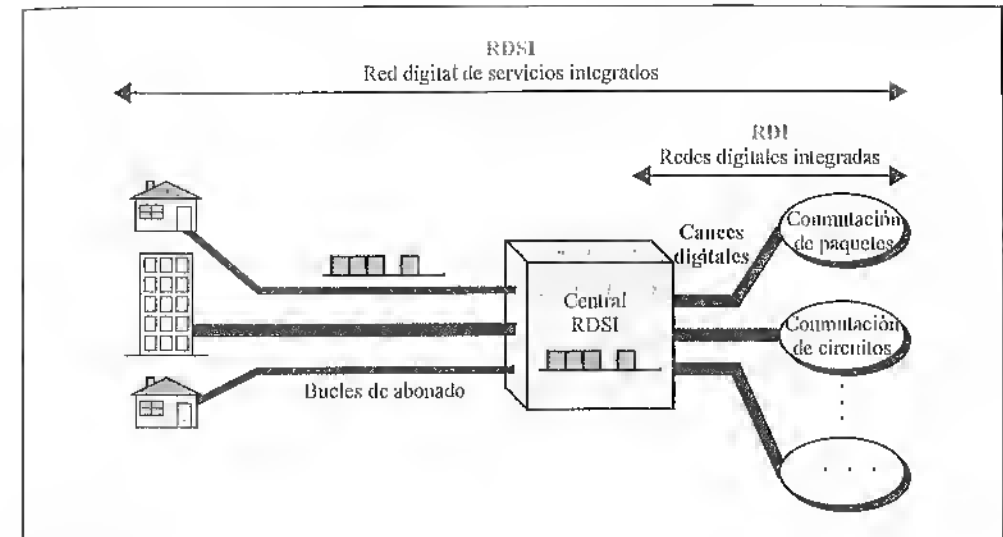 RDSI
Red digital de servicios integrados
RDI
Redes digitales integradas
Cauces
digitales
Conmutación
de paquetes
Central
RDSI
Conmutación
de circuitos
Bucles de abonado
. . .